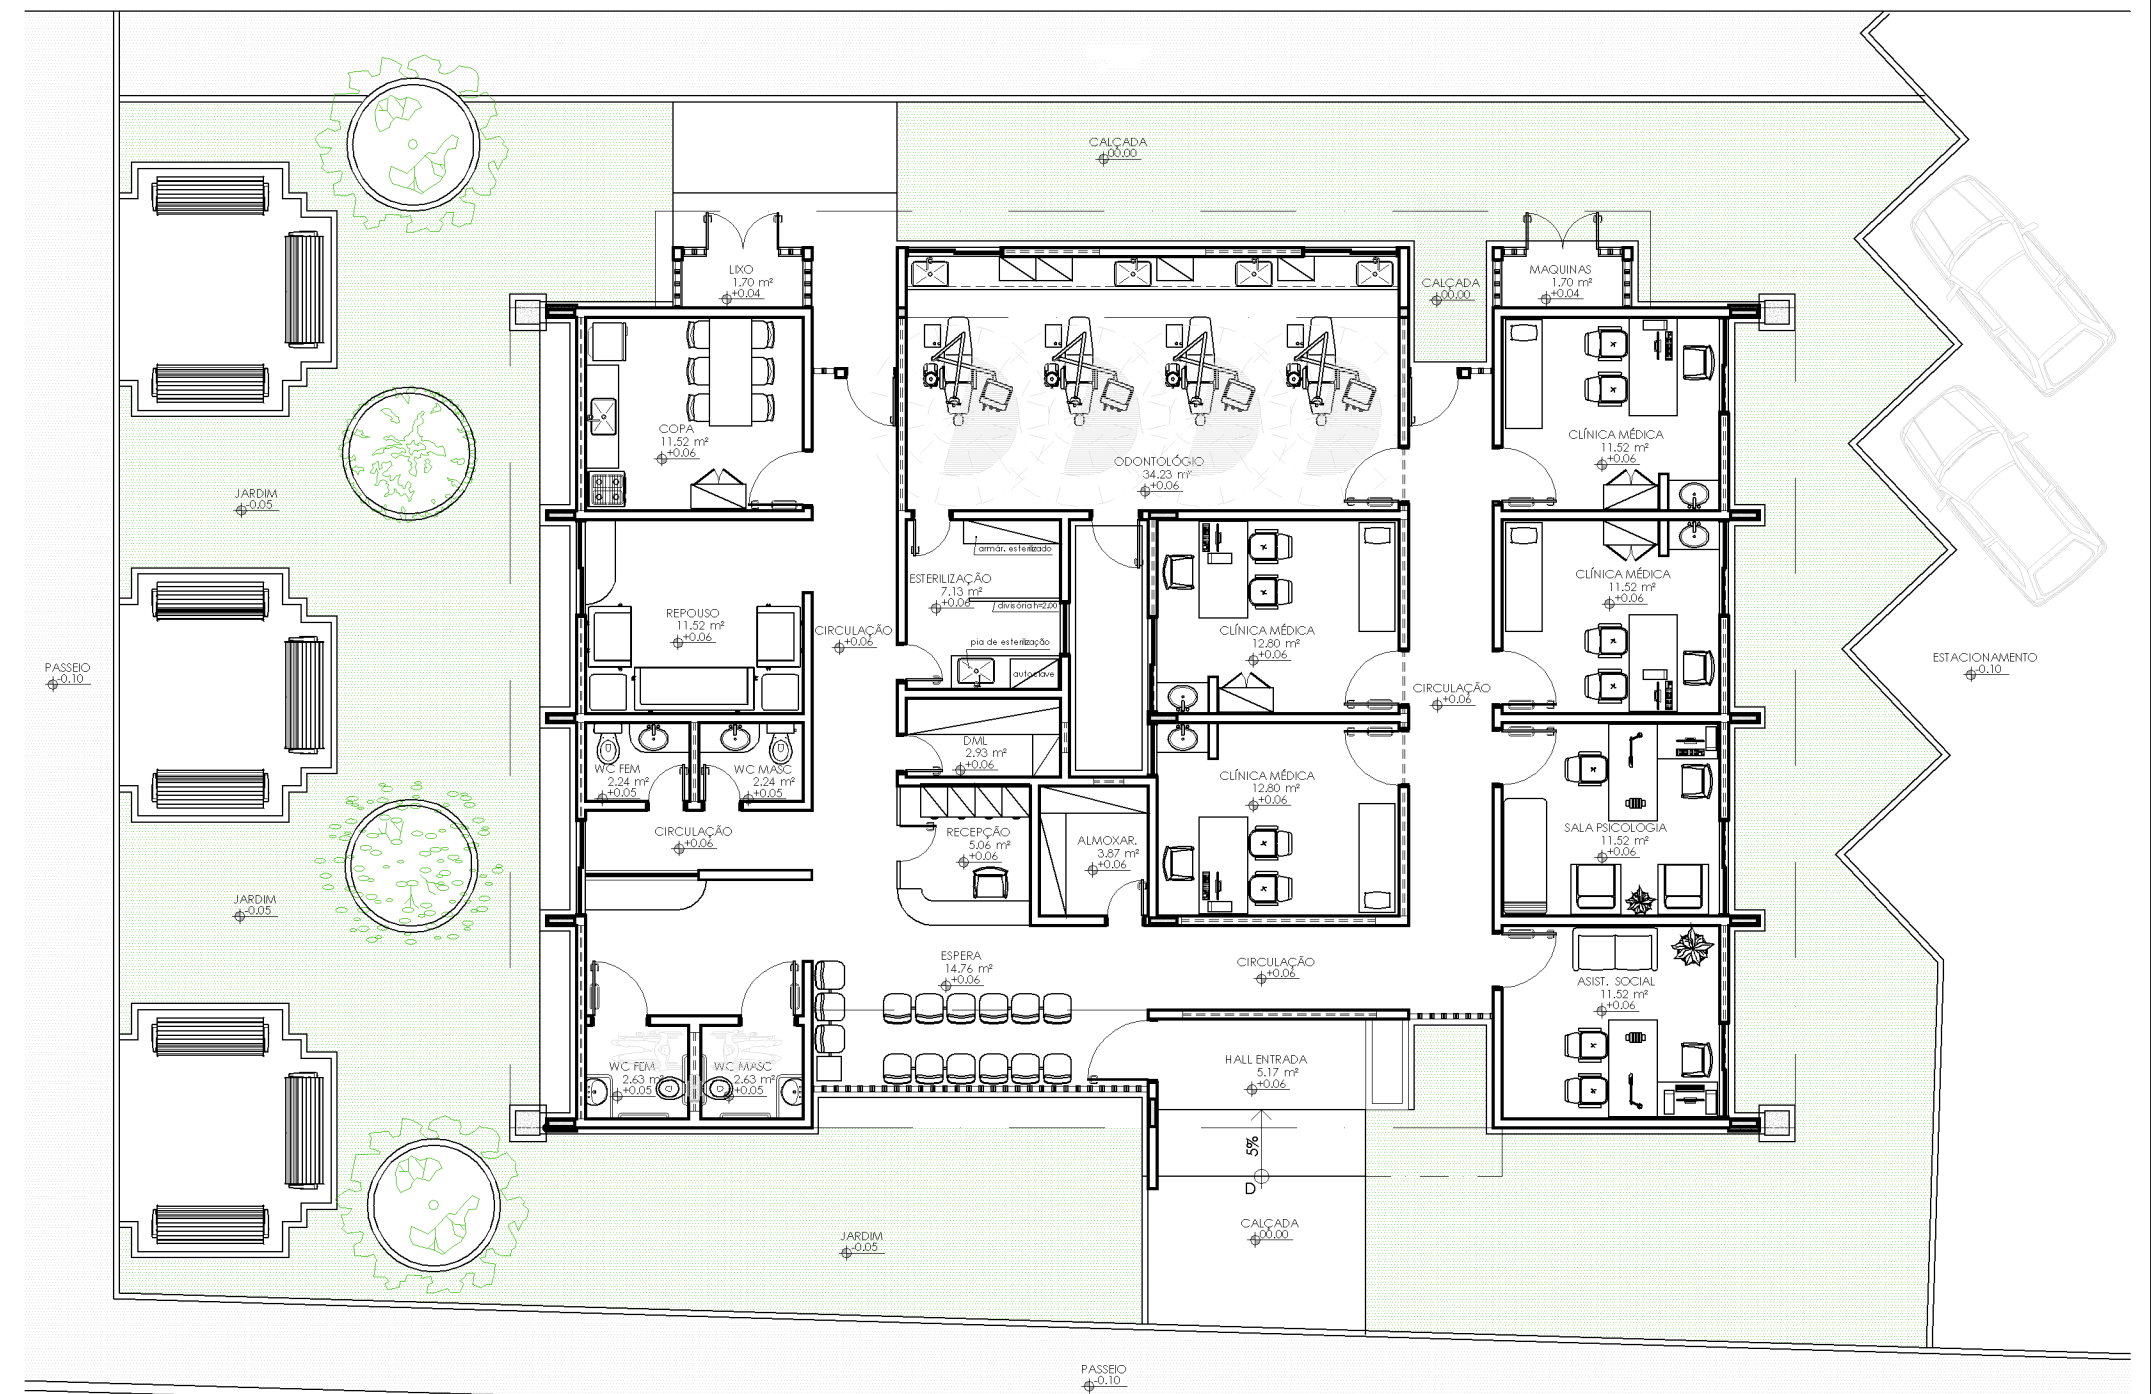 CALÇADA
00.00
LIXO
1.70 m²
+0.04
MAQUINAS
1.70 m²
+0.04
CALÇADA
00.00
COPA
11.52 m²
+0.06
CLÍNICA MÉDICA
11.52 m²
+0.06
ODONTOLÓGIO
34.23 m²
+0.06
JARDIM
-0.05
armár. esterilizado
ESTERILIZAÇÃO
7.13 m²
+0.06
divisória h=2.00
CLÍNICA MÉDICA
11.52 m²
+0.06
REPOUSO
11.52 m²
+0.06
CIRCULAÇÃO
+0.06
pia de esterilização
autoclave
CLÍNICA MÉDICA
12.80 m²
+0.06
PASSEIO
-0.10
ESTACIONAMENTO
-0.10
CIRCULAÇÃO
+0.06
DML
2.93 m²
+0.06
WC FEM
2.24 m²
+0.05
WC MASC
2.24 m²
+0.05
CLÍNICA MÉDICA
12.80 m²
+0.06
CIRCULAÇÃO
+0.06
RECEPÇÃO
5.06 m²
+0.06
ALMOXAR.
3.87 m²
+0.06
SALA PSICOLOGIA
11.52 m²
+0.06
JARDIM
-0.05
ESPERA
14.76 m²
+0.06
CIRCULAÇÃO
+0.06
ASIST. SOCIAL
11.52 m²
+0.06
WC FEM
2.63 m²
+0.05
WC MASC
2.63 m²
+0.05
HALL ENTRADA
5.17 m²
+0.06
5%
D
CALÇADA
00.00
JARDIM
-0.05
PASSEIO
-0.10